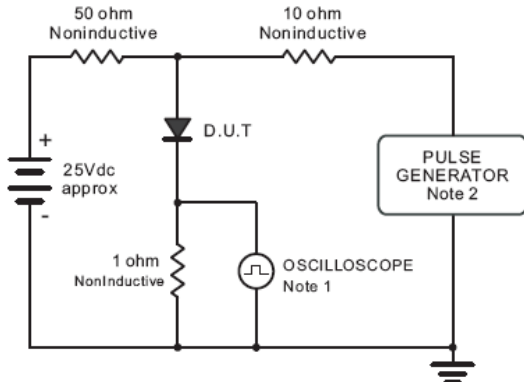 50 ohm
Noninductive
10 ohm
Noninductive
D.U.T
+
25Vdc
approx
-
PULSE
GENERATOR
Note 2
1 ohm
NonInductive
OSCILLOSCOPE
Note 1